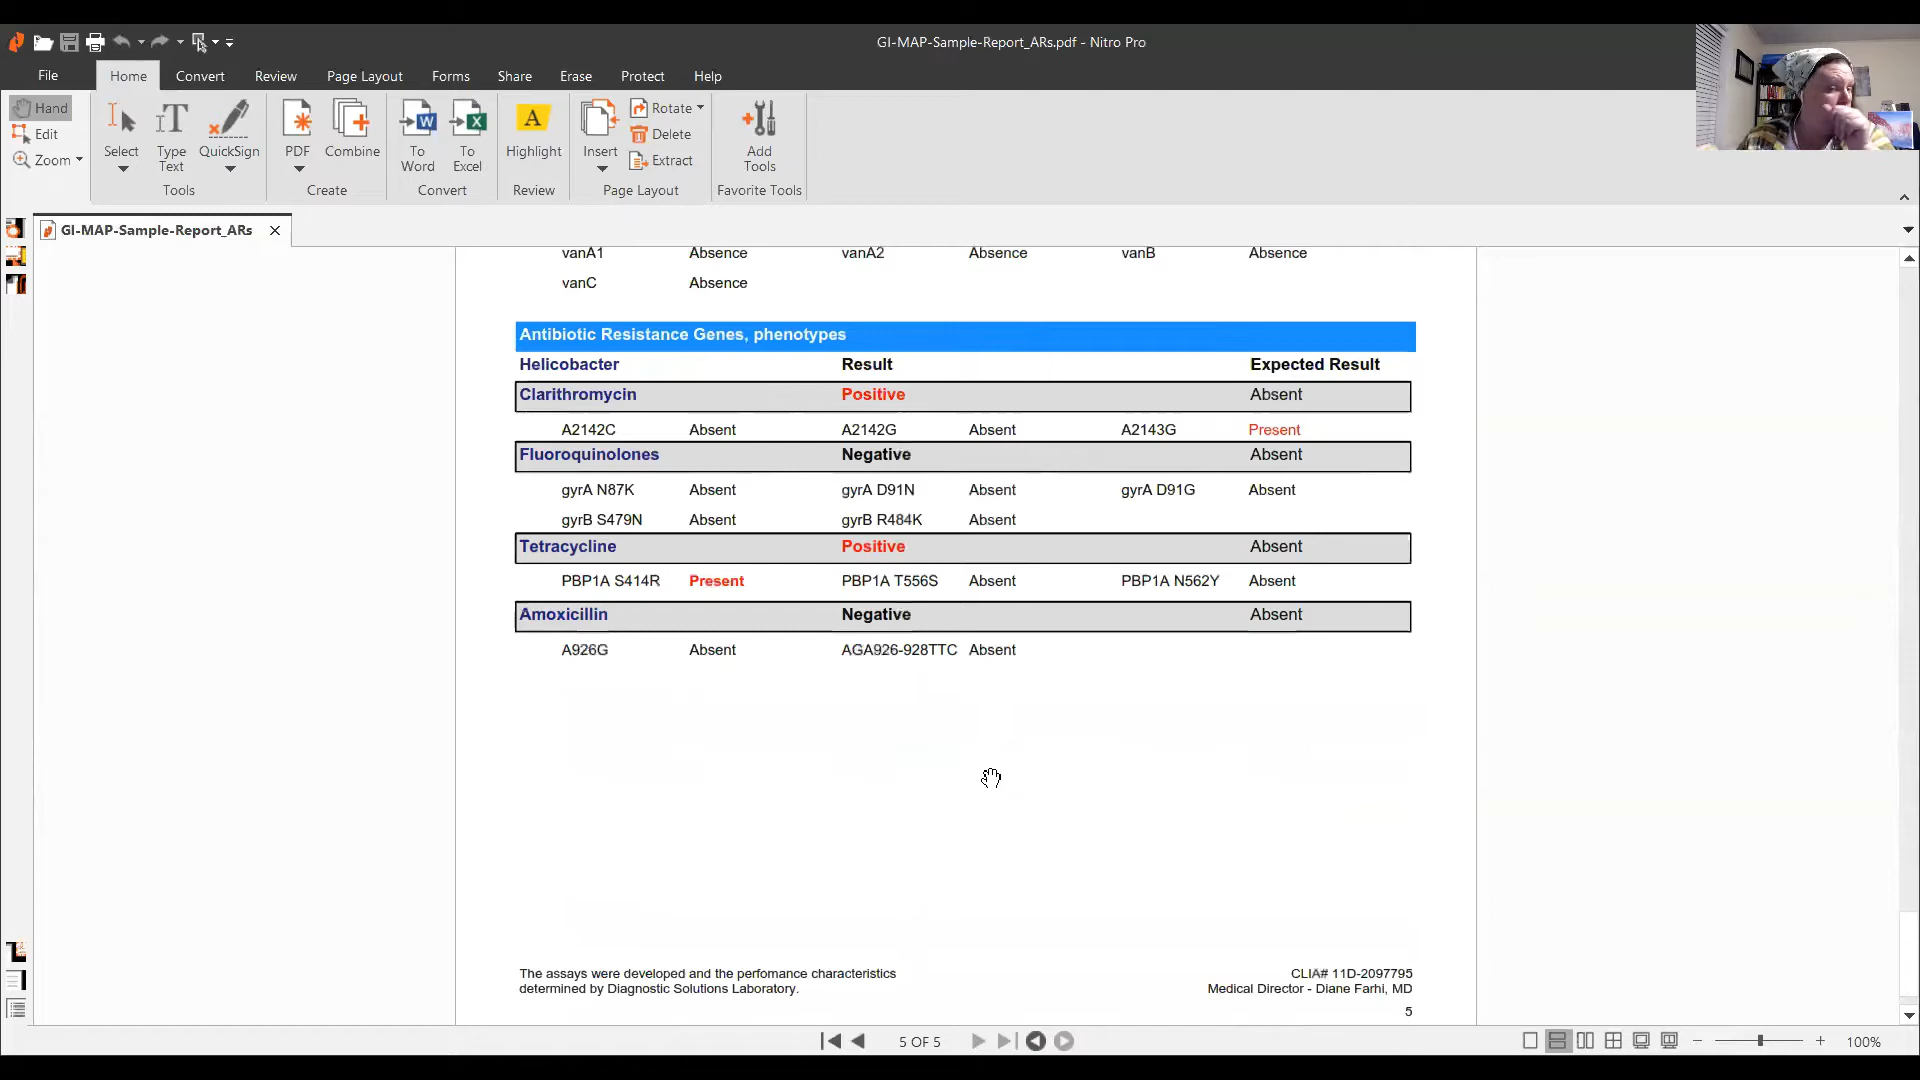 GI-MAP-Sample-Report_ARs.pdf - Nitro Pro
File Home Convert Review Page Layout Forms Share Erase Protect Help
Hand
Edit
Zoom
Select
Type Text
QuickSign
Tools
PDF
Combine
Create
To Word
To Excel
Convert
Highlight
Review
Insert
Rotate
Delete
Extract
Page Layout
Add Tools
Favorite Tools
GI-MAP-Sample-Report_ARs
vanA1 Absence vanA2 Absence vanB Absence
vanC Absence
Antibiotic Resistance Genes, phenotypes
Helicobacter Result Expected Result
Clarithromycin Positive Absent
A2142C Absent A2142G Absent A2143G Present
Fluoroquinolones Negative Absent
gyrA N87K Absent gyrA D91N Absent gyrA D91G Absent
gyrB S479N Absent gyrB R484K Absent
Tetracycline Positive Absent
PBP1A S414R Present PBP1A T556S Absent PBP1A N562Y Absent
Amoxicillin Negative Absent
A926G Absent AGA926-928TTC Absent
The assays were developed and the perfomance characteristics
determined by Diagnostic Solutions Laboratory.
CLIA# 11D-2097795
Medical Director - Diane Farhi, MD
5
5 OF 5
100%